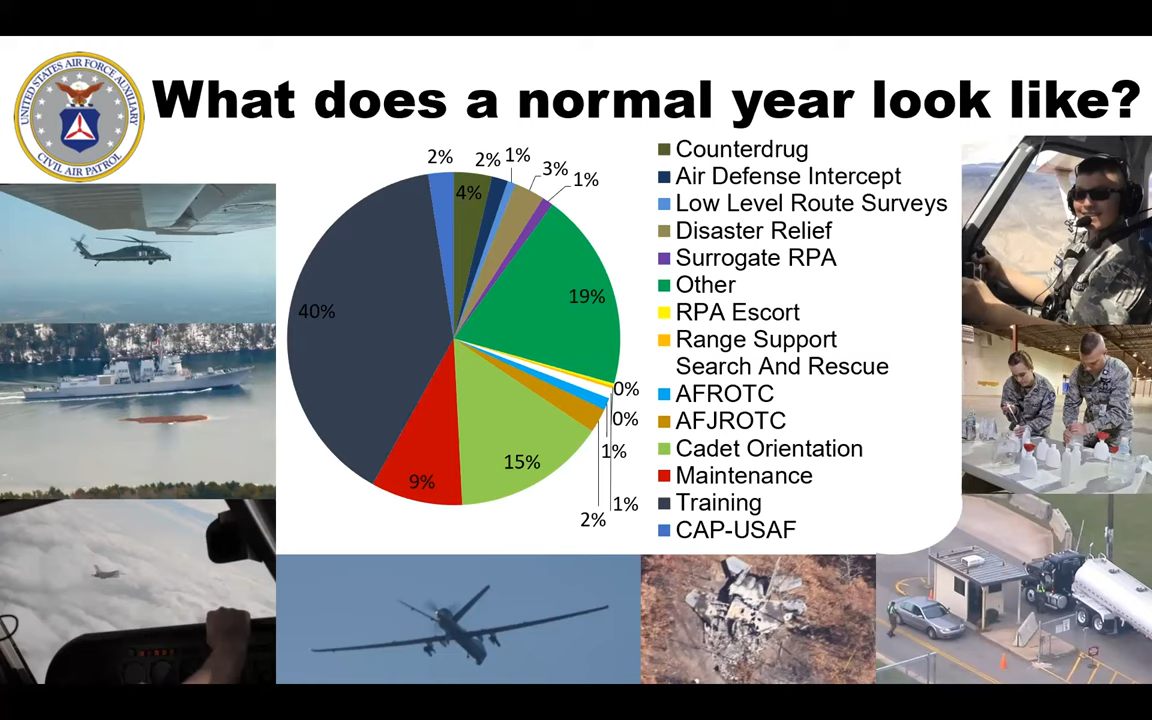 UNITED STATES AIR FORCE AUXILIARY
CIVIL AIR PATROL
What does a normal year look like?
2%
4%
2%
1%
3%
1%
19%
0%
0%
1%
1%
2%
15%
9%
40%
Counterdrug
Air Defense Intercept
Low Level Route Surveys
Disaster Relief
Surrogate RPA
Other
RPA Escort
Range Support
Search And Rescue
AFROTC
AFJROTC
Cadet Orientation
Maintenance
Training
CAP-USAF